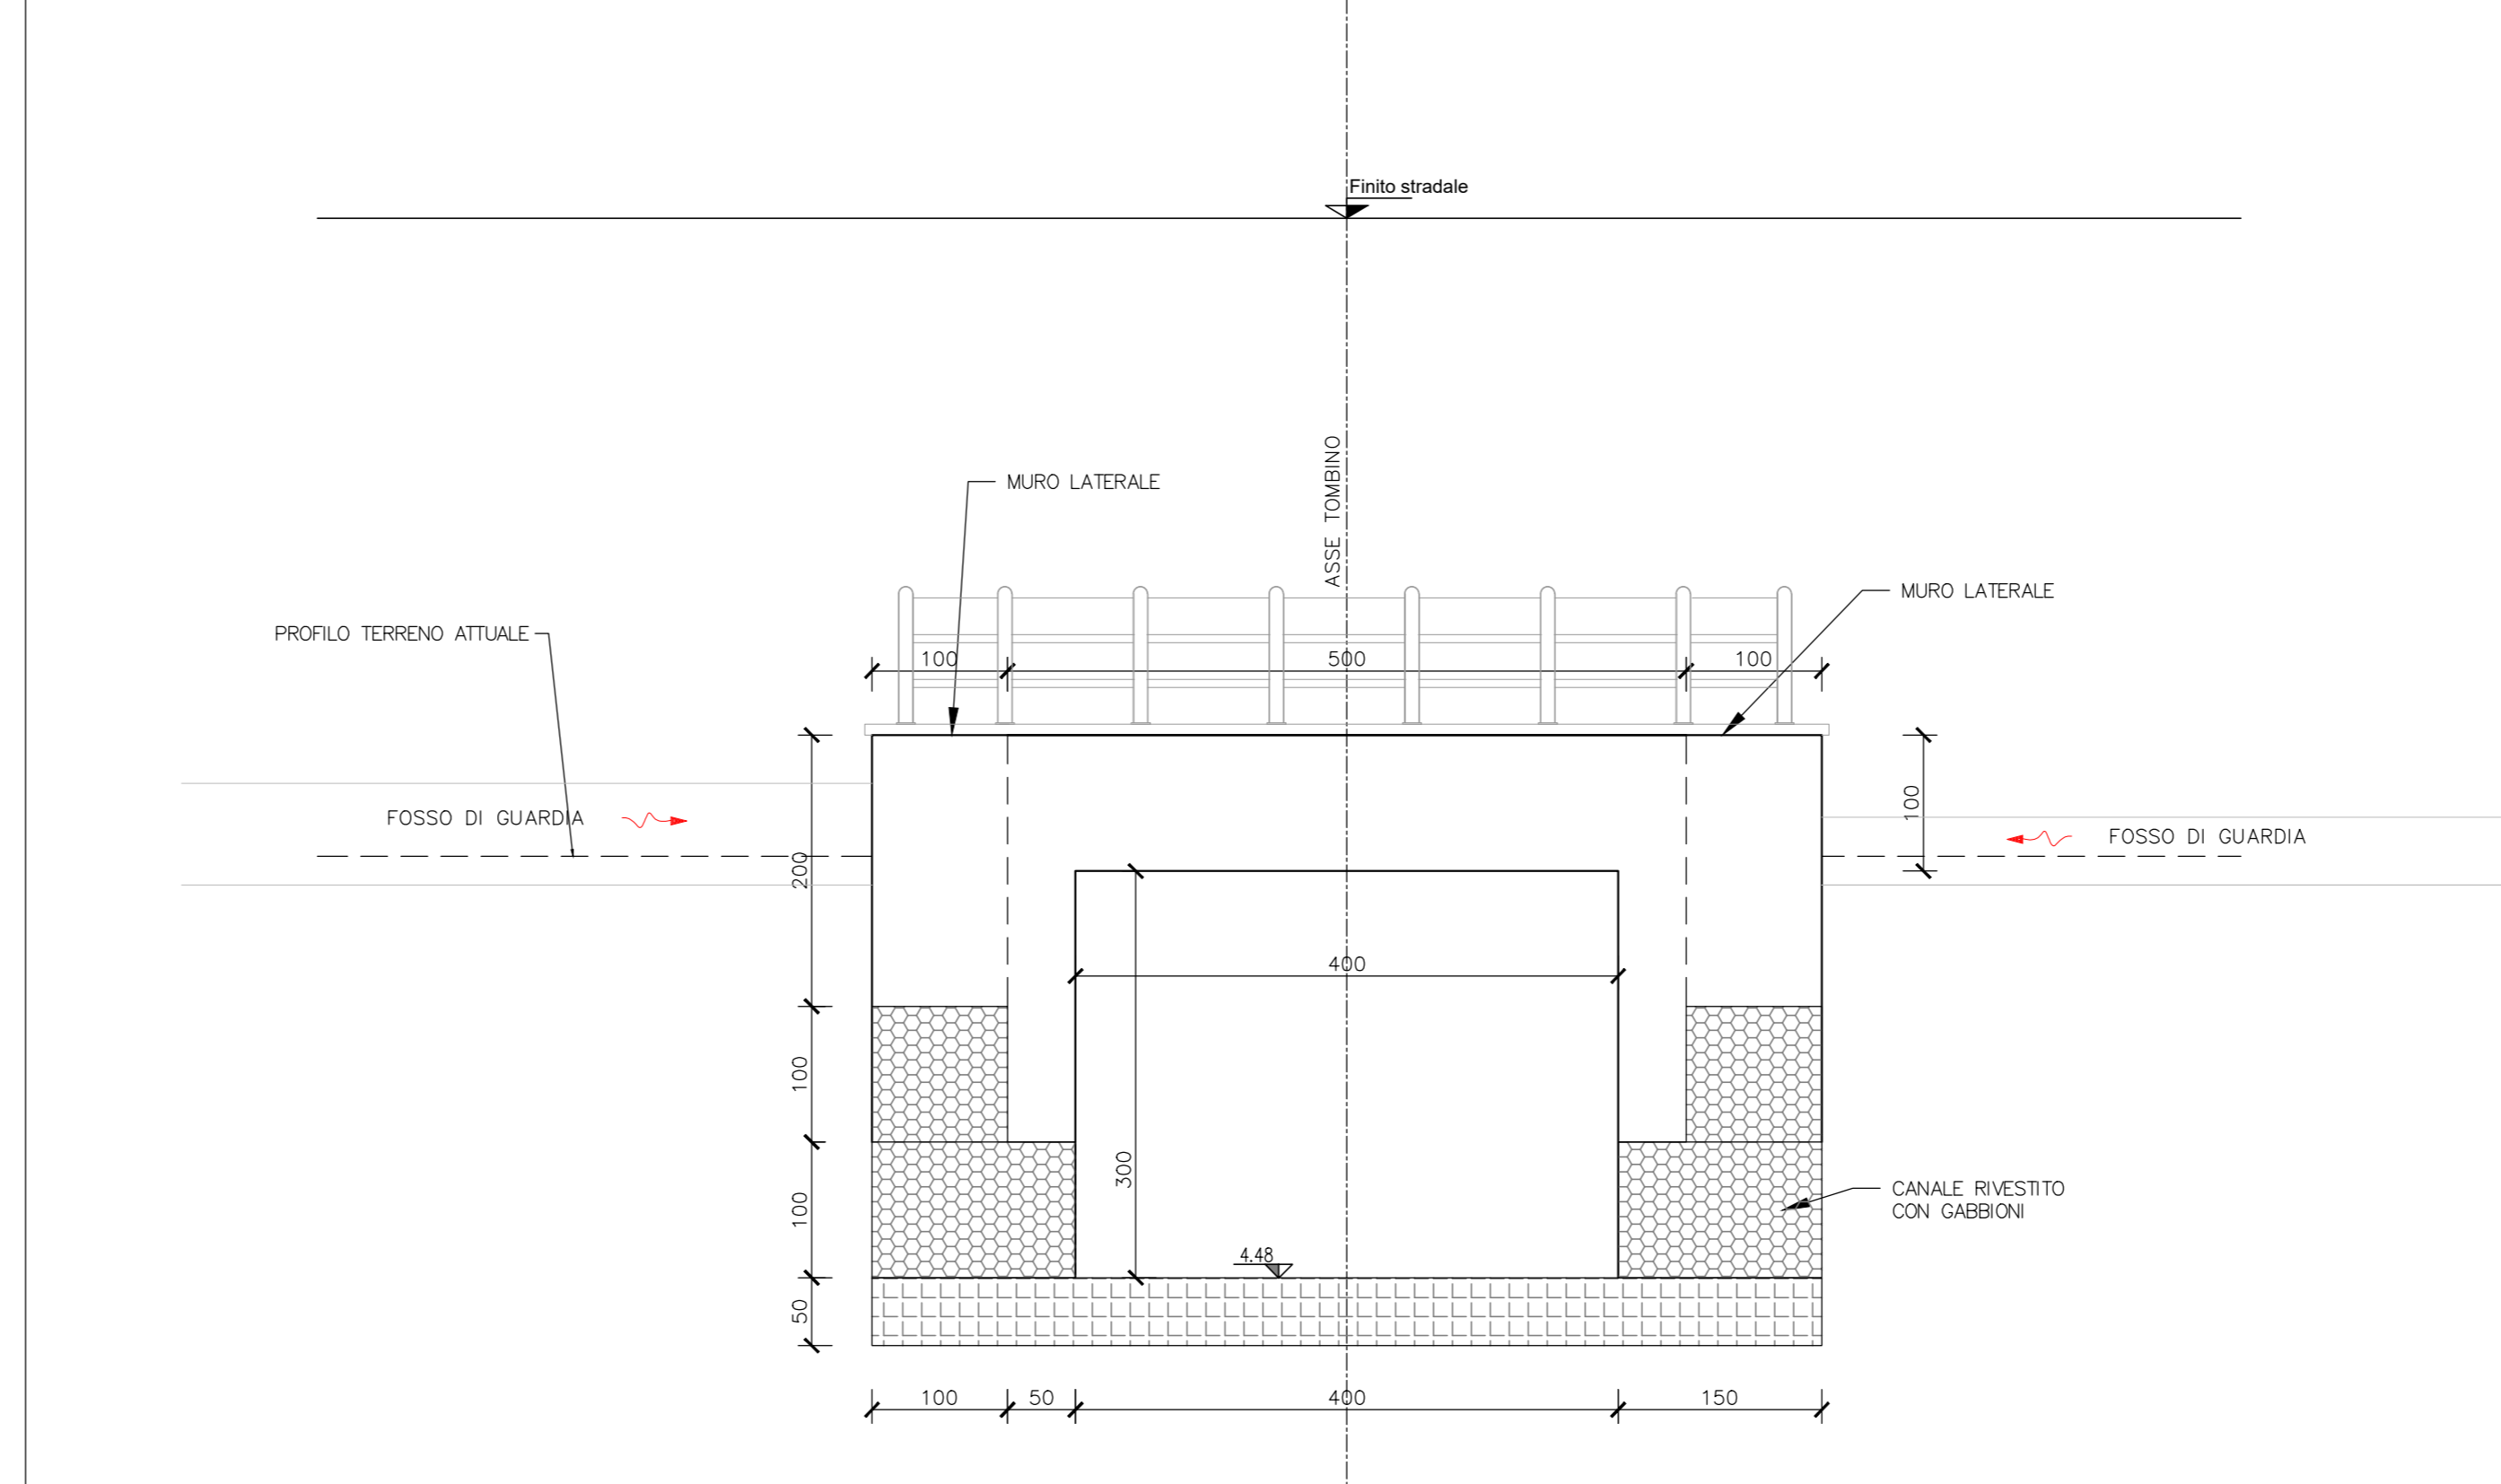 Finito stradale
ASSE TOMBINO
MURO LATERALE
MURO LATERALE
PROFILO TERRENO ATTUALE
100
500
100
FOSSO DI GUARDIA
100
FOSSO DI GUARDIA
200
400
100
300
100
CANALE RIVESTITO
CON GABBIONI
4.48
50
100
50
400
150